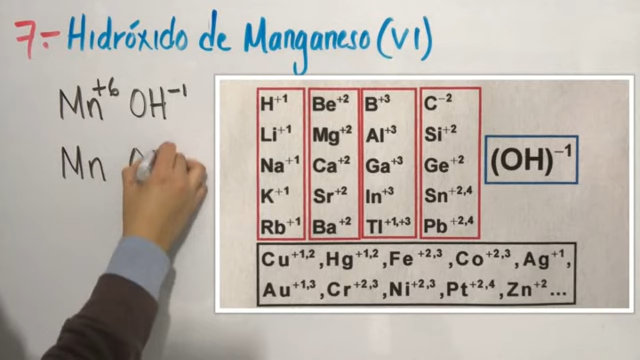 7.- Hidróxido de Manganeso (VI)
Mn+6 OH-1
Mn O
H+1 Be+2 B+3 C-2
Li+1 Mg+2 Al+3 Si+2
Na+1 Ca+2 Ga+3 Ge+2
K+1 Sr+2 In+3 Sn+2,4
Rb+1 Ba+2 Tl+1,+3 Pb+2,4
(OH)-1
Cu+1,2, Hg+1,2, Fe+2,3, Co+2,3, Ag+1,
Au+1,3, Cr+2,3, Ni+2,3, Pt+2,4, Zn+2...